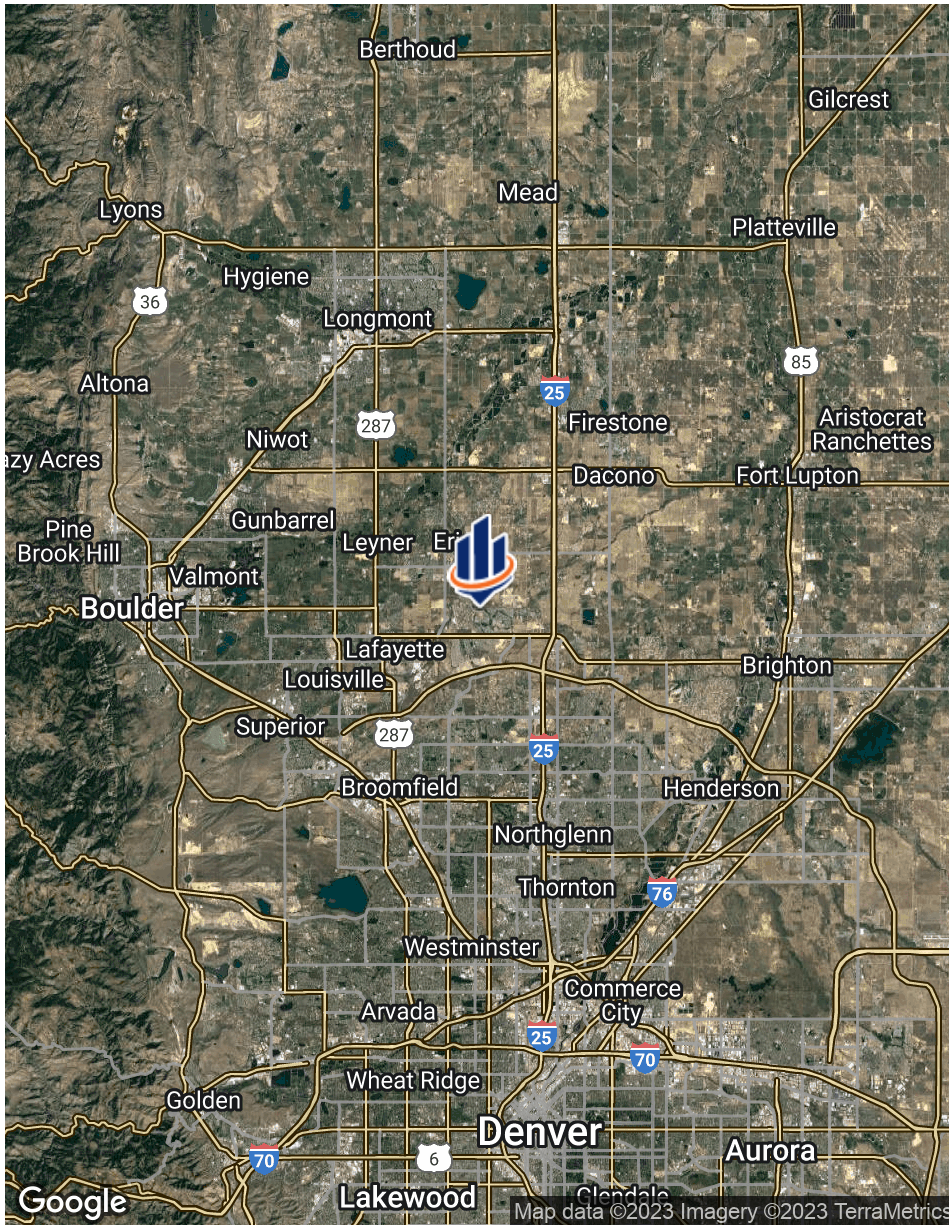 Berthoud
Gilcrest
Mead
Lyons
Platteville
Hygiene
36
Longmont
85
Altona
25
287
Firestone
Aristocrat
Ranchettes
Niwot
azy Acres
Dacono
Fort Lupton
Gunbarrel
Pine
Brook Hill
Leyner
Eri
Valmont
Boulder
Lafayette
Brighton
Louisville
Superior
287
25
Broomfield
Henderson
Northglenn
Thornton
76
Westminster
Commerce
City
Arvada
25
70
Wheat Ridge
Golden
Denver
Aurora
70
6
Lakewood
Glendale
Google
Map data ©2023 Imagery ©2023 TerraMetrics